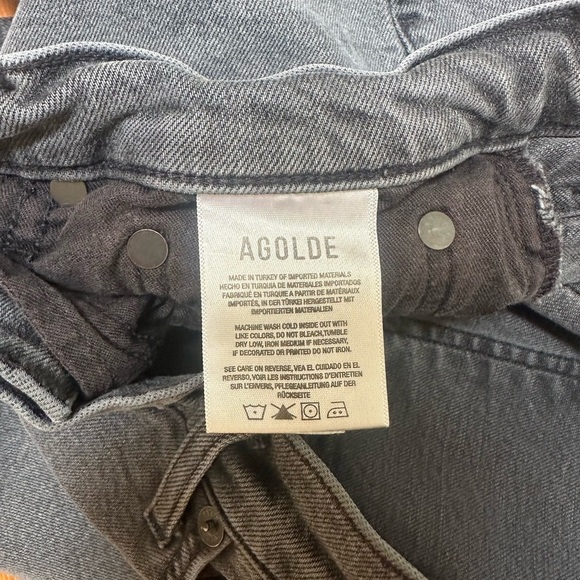 AGOLDE
MADE IN TURKEY OF IMPORTED MATERIALS
HECHO EN TURQUIA DE MATERIALES IMPORTADOS
FABRIQUÉ EN TURQUIE A PARTIR DE MATÉRIAUX
IMPORTÉS, IN DER TÜRKEI HERGESTELLT MIT
IMPORTIERTEN MATERIALIEN
MACHINE WASH COLD INSIDE OUT WITH
LIKE COLORS, DO NOT BLEACH,TUMBLE
DRY LOW, IRON MEDIUM IF NECESSARY,
IF DECORATED OR PRINTED DO NOT IRON.
SEE CARE ON REVERSE, VEA EL CUIDADO EN EL
REVERSO, VOIR LES INSTRUCTIONS D'ENTRETIEN
SUR L'ENVERS, PFLEGEANLEITUNG AUF DER
RÜCKSEITE